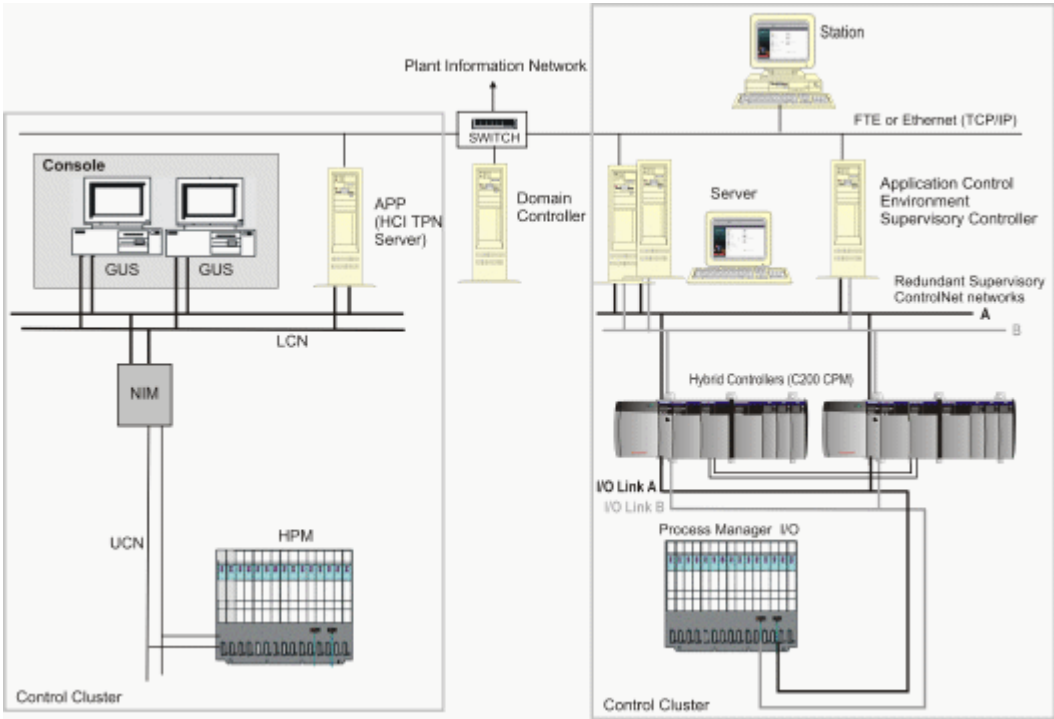 Station
Plant Information Network
FTE or Ethernet (TCP/IP)
SWITCH
Console
GUS
GUS
APP
(HCI TPN
Server)
Domain
Controller
Server
Application Control
Environment
Supervisory Controller
Redundant Supervisory
ControlNet networks
A
B
LCN
NIM
Hybrid Controllers (C200 CPM)
I/O Link A
I/O Link B
Process Manager I/O
UCN
HPM
Control Cluster
Control Cluster